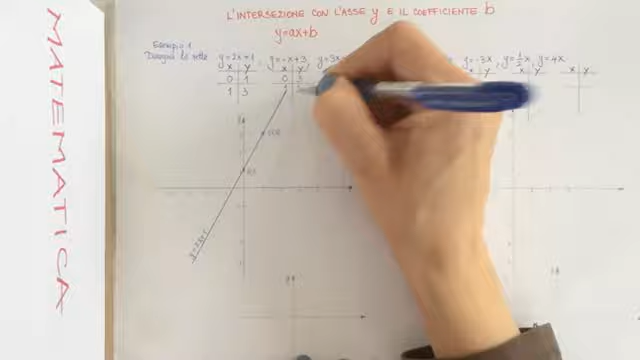 MATEMATICA
L'INTERSEZIONE CON L'ASSE y E IL COEFFICIENTE b
y=ax+b
Esempio 1
Disegna le rette y=2x+1, y=-x+3, y=3x , y=-3x, y=½x, y=4x
x y x y x y x y
0 1 0 3
1 3 1
y=2x+1